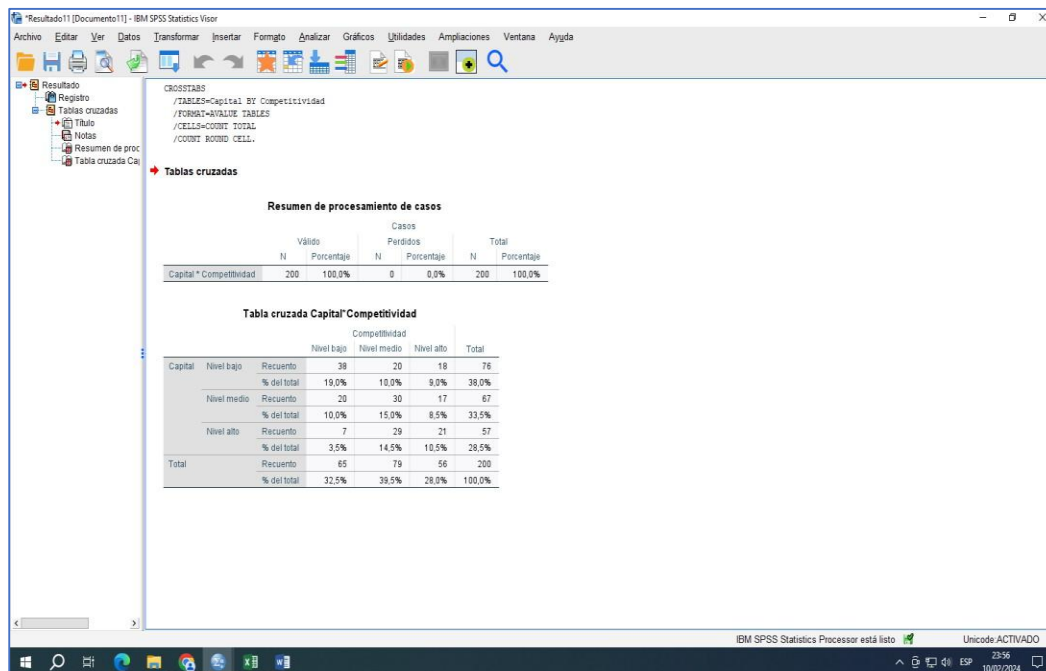 *Resultado11 [Documento11] - IBM SPSS Statistics Visor
Archivo Editar Ver Datos Transformar Insertar Formato Analizar Gráficos Utilidades Ampliaciones Ventana Ayuda
Resultado
Registro
Tablas cruzadas
Título
Notas
Resumen de proc
Tabla cruzada Ca
CROSSTABS
/TABLES=Capital BY Competitividad
/FORMAT=AVALUE TABLES
/CELLS=COUNT TOTAL
/COUNT ROUND CELL.
Tablas cruzadas
Resumen de procesamiento de casos
Casos
Válido Perdidos Total
N Porcentaje N Porcentaje N Porcentaje
Capital * Competitividad 200 100,0% 0 0,0% 200 100,0%
Tabla cruzada Capital*Competitividad
Competitividad
Nivel bajo Nivel medio Nivel alto Total
Capital Nivel bajo Recuento 38 20 18 76
% del total 19,0% 10,0% 9,0% 38,0%
Nivel medio Recuento 20 30 17 67
% del total 10,0% 15,0% 8,5% 33,5%
Nivel alto Recuento 7 29 21 57
% del total 3,5% 14,5% 10,5% 28,5%
Total Recuento 65 79 56 200
% del total 32,5% 39,5% 28,0% 100,0%
IBM SPSS Statistics Processor está listo Unicode:ACTIVADO
ESP 23:56
10/02/2024